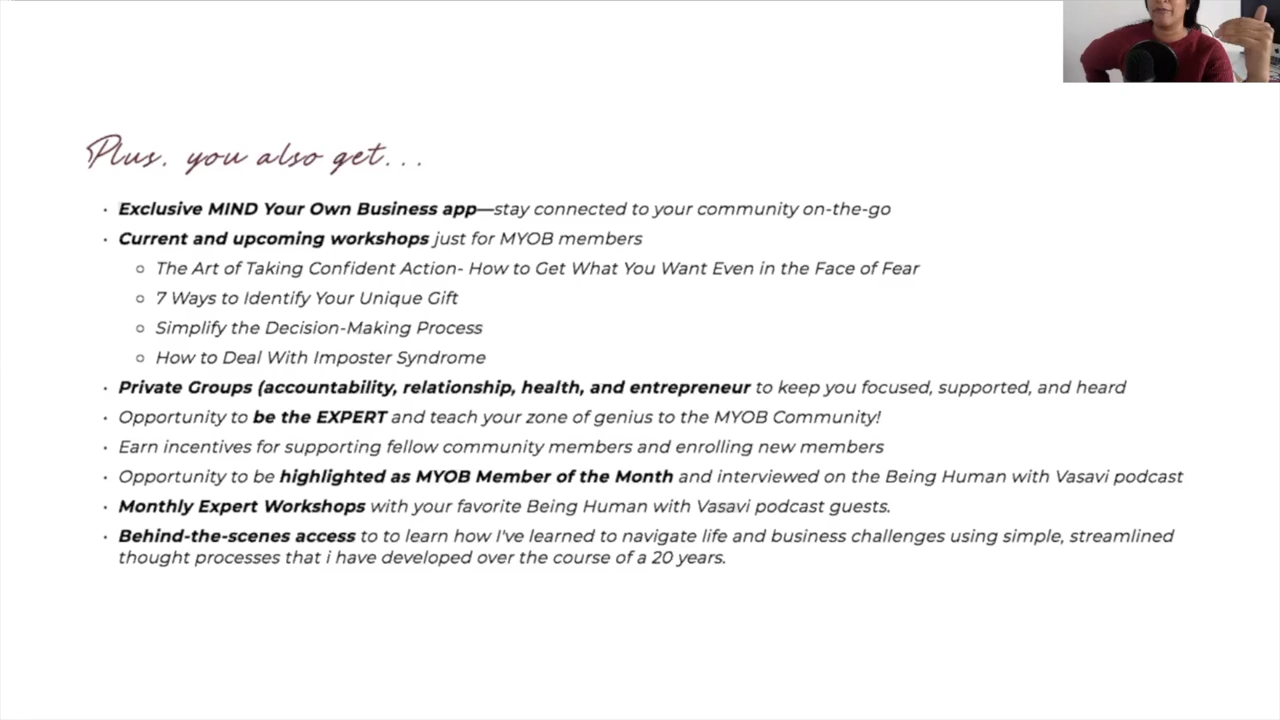 Plus, you also get...
• Exclusive MIND Your Own Business app—stay connected to your community on-the-go
• Current and upcoming workshops just for MYOB members
○ The Art of Taking Confident Action- How to Get What You Want Even in the Face of Fear
○ 7 Ways to Identify Your Unique Gift
○ Simplify the Decision-Making Process
○ How to Deal With Imposter Syndrome
• Private Groups (accountability, relationship, health, and entrepreneur to keep you focused, supported, and heard
• Opportunity to be the EXPERT and teach your zone of genius to the MYOB Community!
• Earn incentives for supporting fellow community members and enrolling new members
• Opportunity to be highlighted as MYOB Member of the Month and interviewed on the Being Human with Vasavi podcast
• Monthly Expert Workshops with your favorite Being Human with Vasavi podcast guests.
• Behind-the-scenes access to to learn how I've learned to navigate life and business challenges using simple, streamlined
thought processes that i have developed over the course of a 20 years.